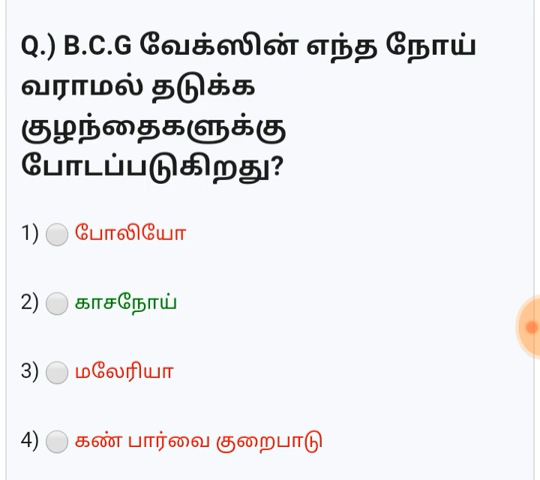 Q.) B.C.G வேக்ஸின் எந்த நோய்
வராமல் தடுக்க
குழந்தைகளுக்கு
போடப்படுகிறது?
1) போலியோ
2) காசநோய்
3) மலேரியா
4) கண் பார்வை குறைபாடு